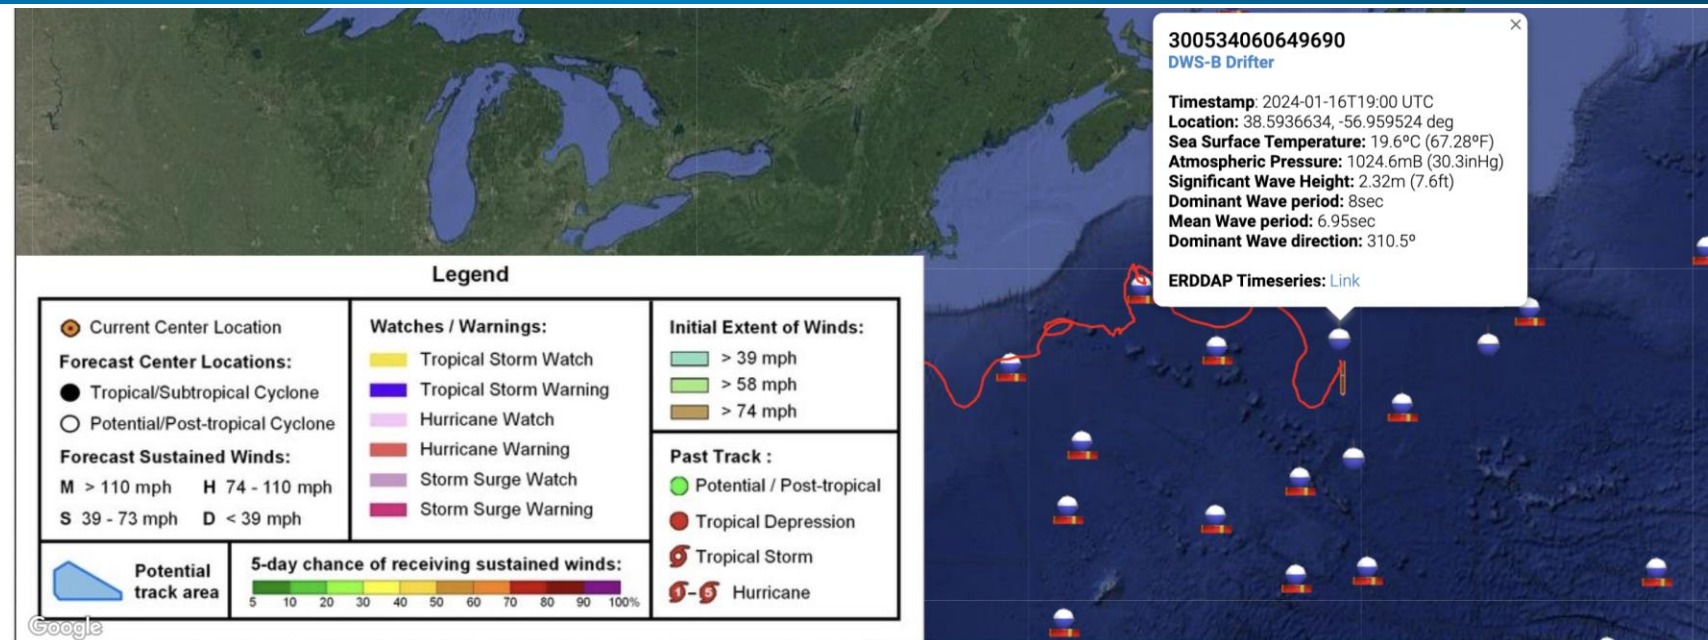 300534060649690
DWS-B Drifter
Timestamp: 2024-01-16T19:00 UTC
Location: 38.5936634, -56.959524 deg
Sea Surface Temperature: 19.6ºC (67.28ºF)
Atmospheric Pressure: 1024.6mB (30.3inHg)
Significant Wave Height: 2.32m (7.6ft)
Dominant Wave period: 8sec
Mean Wave period: 6.95sec
Dominant Wave direction: 310.5º
ERDDAP Timeseries: Link
Legend
Current Center Location
Forecast Center Locations:
Tropical/Subtropical Cyclone
Potential/Post-tropical Cyclone
Forecast Sustained Winds:
M > 110 mph H 74 - 110 mph
S 39 - 73 mph D < 39 mph
Watches / Warnings:
Tropical Storm Watch
Tropical Storm Warning
Hurricane Watch
Hurricane Warning
Storm Surge Watch
Storm Surge Warning
Initial Extent of Winds:
> 39 mph
> 58 mph
> 74 mph
Past Track :
Potential / Post-tropical
Tropical Depression
Tropical Storm
1 - 5 Hurricane
Potential
track area
5-day chance of receiving sustained winds:
5 10 20 30 40 50 60 70 80 90 100%
Google